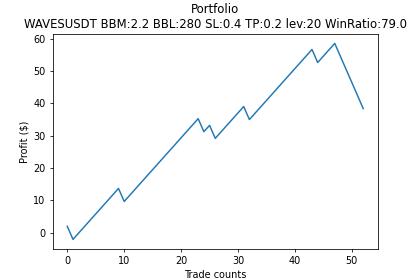 Portfolio
WAVESUSDT BBM:2.2 BBL:280 SL:0.4 TP:0.2 lev:20 WinRatio:79.0
60
50
40
30
20
10
0
Profit ($)
0 10 20 30 40 50
Trade counts